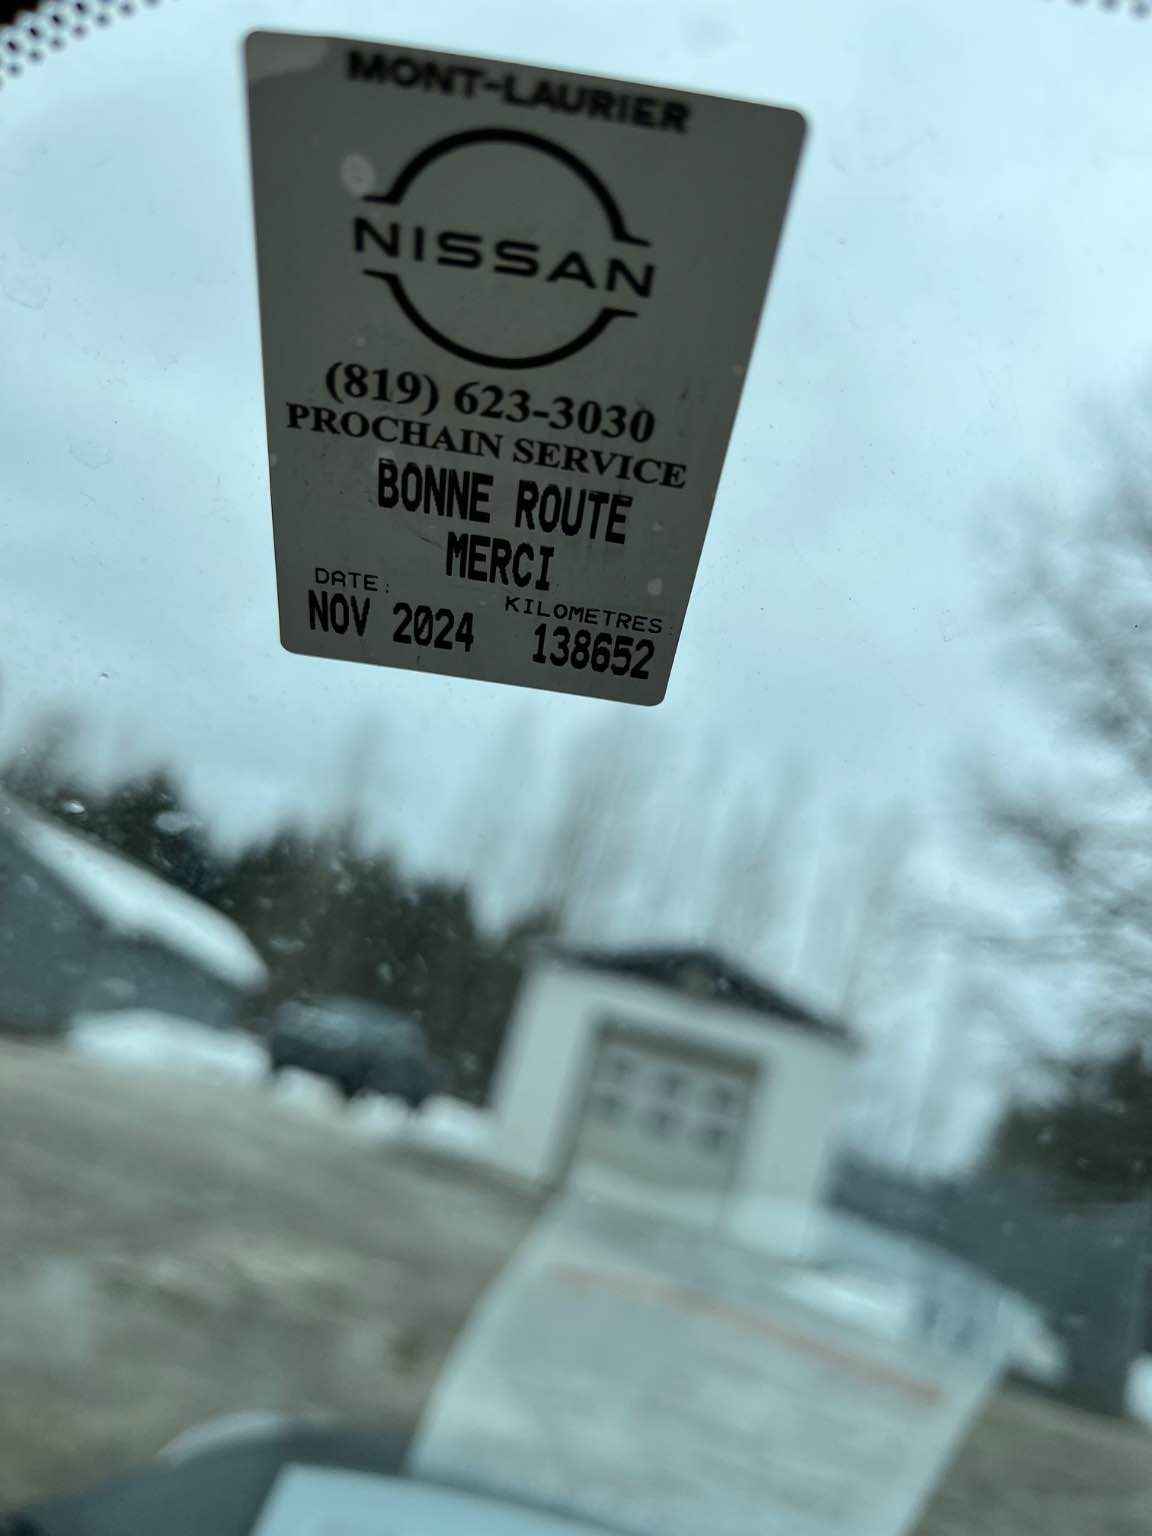 MONT-LAURIER
NISSAN
(819) 623-3030
PROCHAIN SERVICE
BONNE ROUTE
MERCI
DATE: KILOMETRES:
NOV 2024 138652